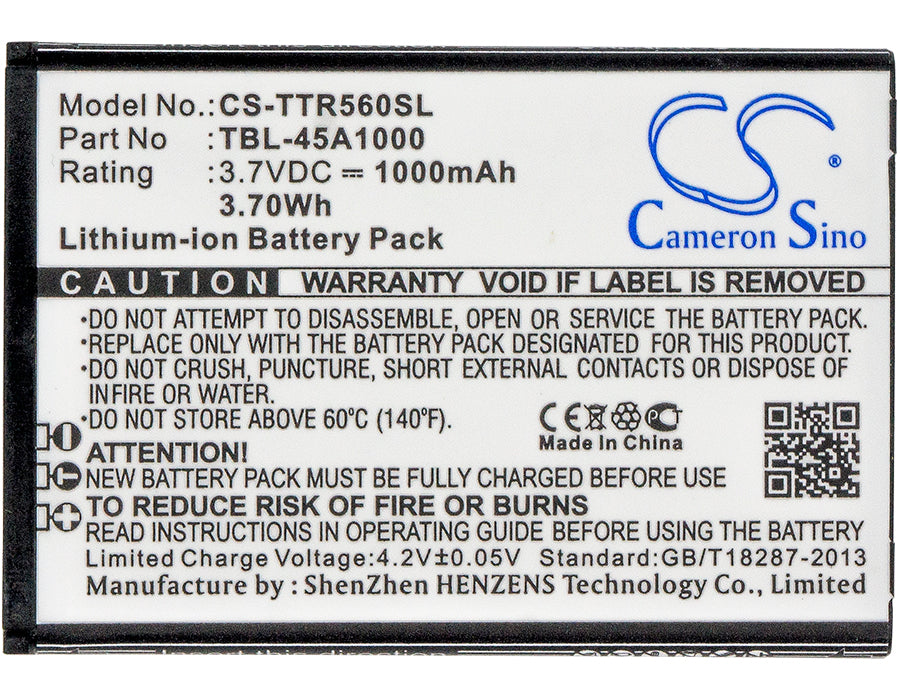 Model No.:CS-TTR560SL
Part No :TBL-45A1000
Rating :3.7VDC ⎓ 1000mAh
3.70Wh
Lithium-ion Battery Pack
CS ®
Cameron Sino
CAUTION WARRANTY VOID IF LABEL IS REMOVED
•DO NOT ATTEMPT TO DISASSEMBLE, OPEN OR SERVICE THE BATTERY PACK.
•REPLACE ONLY WITH THE BATTERY PACK DESIGNATED FOR THIS PRODUCT.
•DO NOT CRUSH, PUNCTURE, SHORT EXTERNAL CONTACTS OR DISPOSE OF
IN FIRE OR WATER.
•DO NOT STORE ABOVE 60°C (140°F).
CE PCT
Made in China
ATTENTION!
NEW BATTERY PACK MUST BE FULLY CHARGED BEFORE USE
TO REDUCE RISK OF FIRE OR BURNS
READ INSTRUCTIONS IN OPERATING GUIDE BEFORE USING THE BATTERY
Limited Charge Voltage:4.2V±0.05V Standard:GB/T18287-2013
Manufacture by : ShenZhen HENZENS Technology Co., Limited